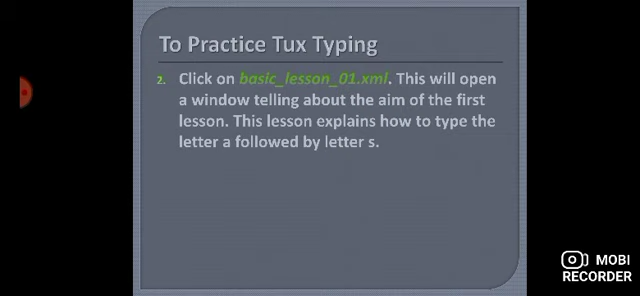 To Practice Tux Typing
2. Click on basic_lesson_01.xml. This will open
a window telling about the aim of the first
lesson. This lesson explains how to type the
letter a followed by letter s.
MOBI
RECORDER